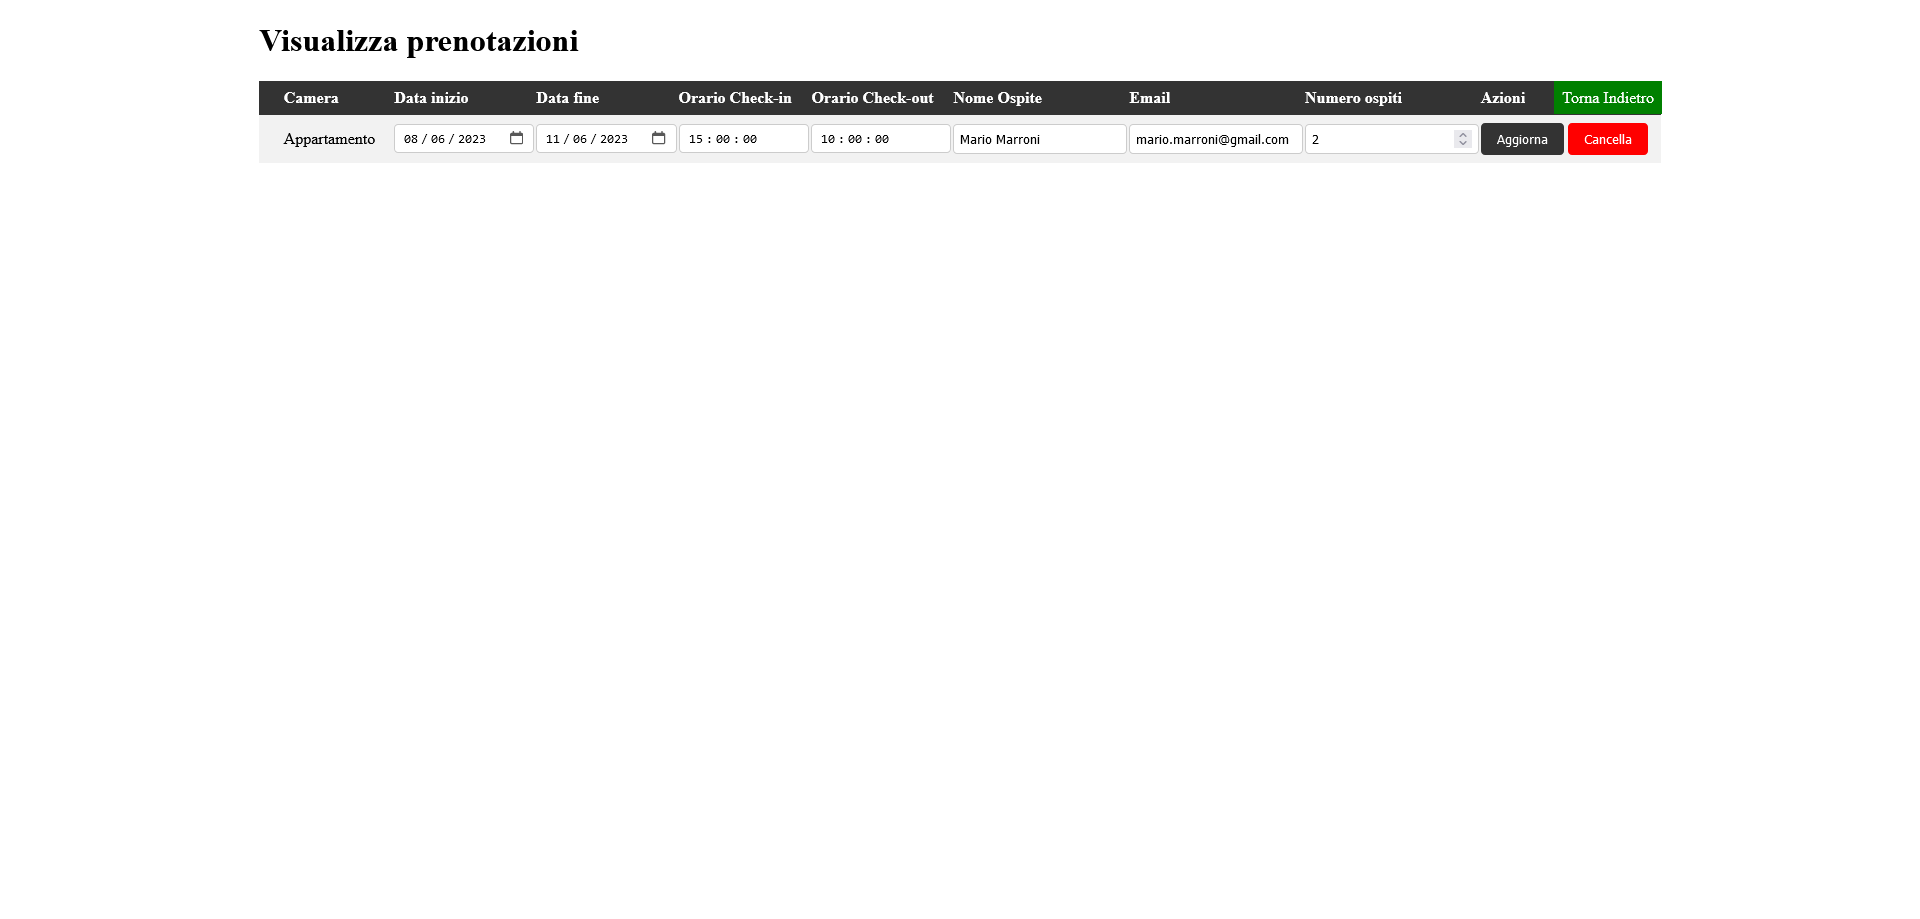 Visualizza prenotazioni
Camera Data inizio Data fine Orario Check-in Orario Check-out Nome Ospite Email Numero ospiti Azioni Torna Indietro
Appartamento 08 / 06 / 2023 11 / 06 / 2023 15 : 00 : 00 10 : 00 : 00 Mario Marroni mario.marroni@gmail.com 2 Aggiorna Cancella